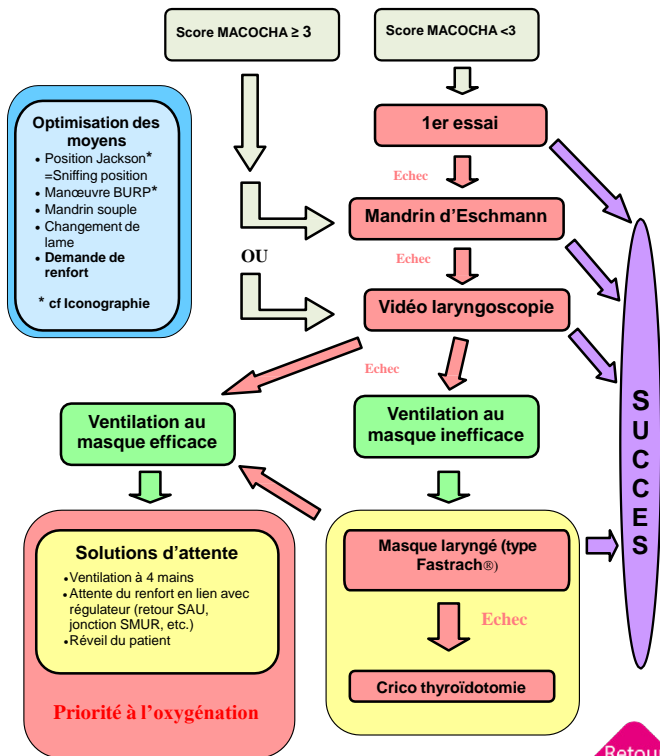 Score MACOCHA ≥ 3
Score MACOCHA <3
Optimisation des
moyens
• Position Jackson*
=Sniffing position
• Manœuvre BURP*
• Mandrin souple
• Changement de
lame
• Demande de
renfort
* cf Iconographie
1er essai
Echec
Mandrin d'Eschmann
OU
Echec
Vidéo laryngoscopie
Echec
Ventilation au
masque efficace
Ventilation au
masque inefficace
SUCCES
Solutions d'attente
•Ventilation à 4 mains
•Attente du renfort en lien avec
régulateur (retour SAU,
jonction SMUR, etc.)
•Réveil du patient
Priorité à l'oxygénation
Masque laryngé (type
Fastrach®)
Echec
Crico thyroïdotomie
Retour